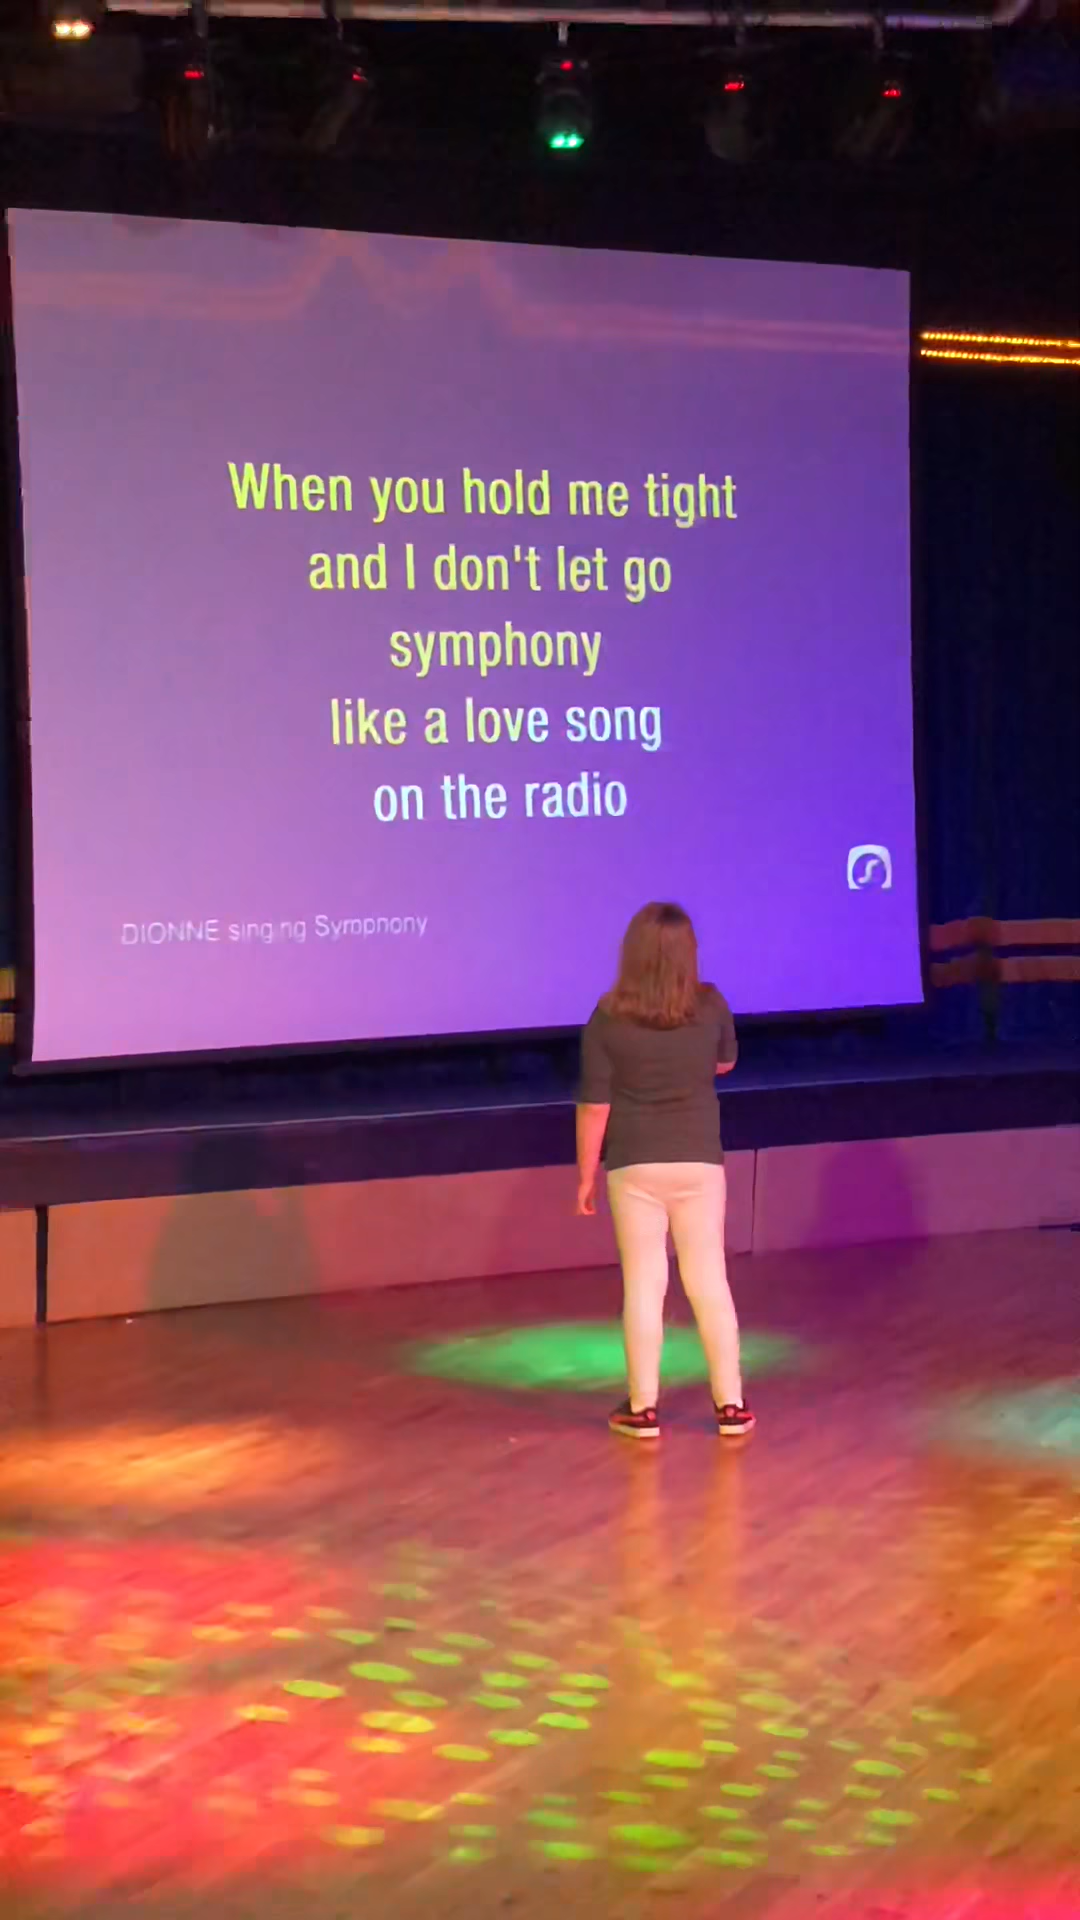 When you hold me tight
and I don't let go
symphony
like a love song
on the radio
DIONNE singing Symphony